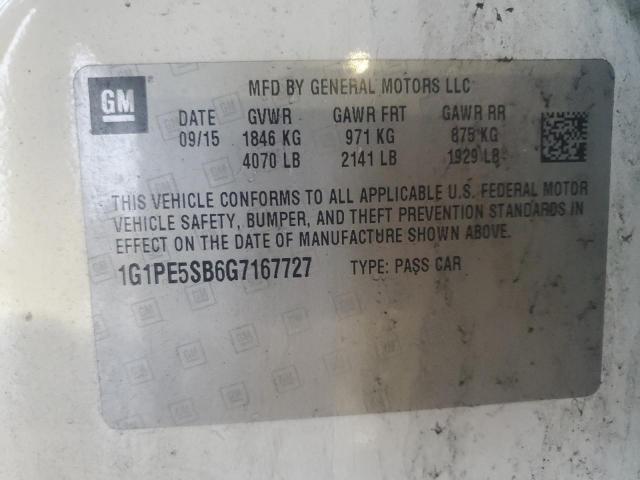 GM
MFD BY GENERAL MOTORS LLC
DATE GVWR GAWR FRT GAWR RR
09/15 1846 KG 971 KG 875 KG
4070 LB 2141 LB 1929 LB
THIS VEHICLE CONFORMS TO ALL APPLICABLE U.S. FEDERAL MOTOR
VEHICLE SAFETY, BUMPER, AND THEFT PREVENTION STANDARDS IN
EFFECT ON THE DATE OF MANUFACTURE SHOWN ABOVE.
1G1PE5SB6G7167727 TYPE: PASS CAR